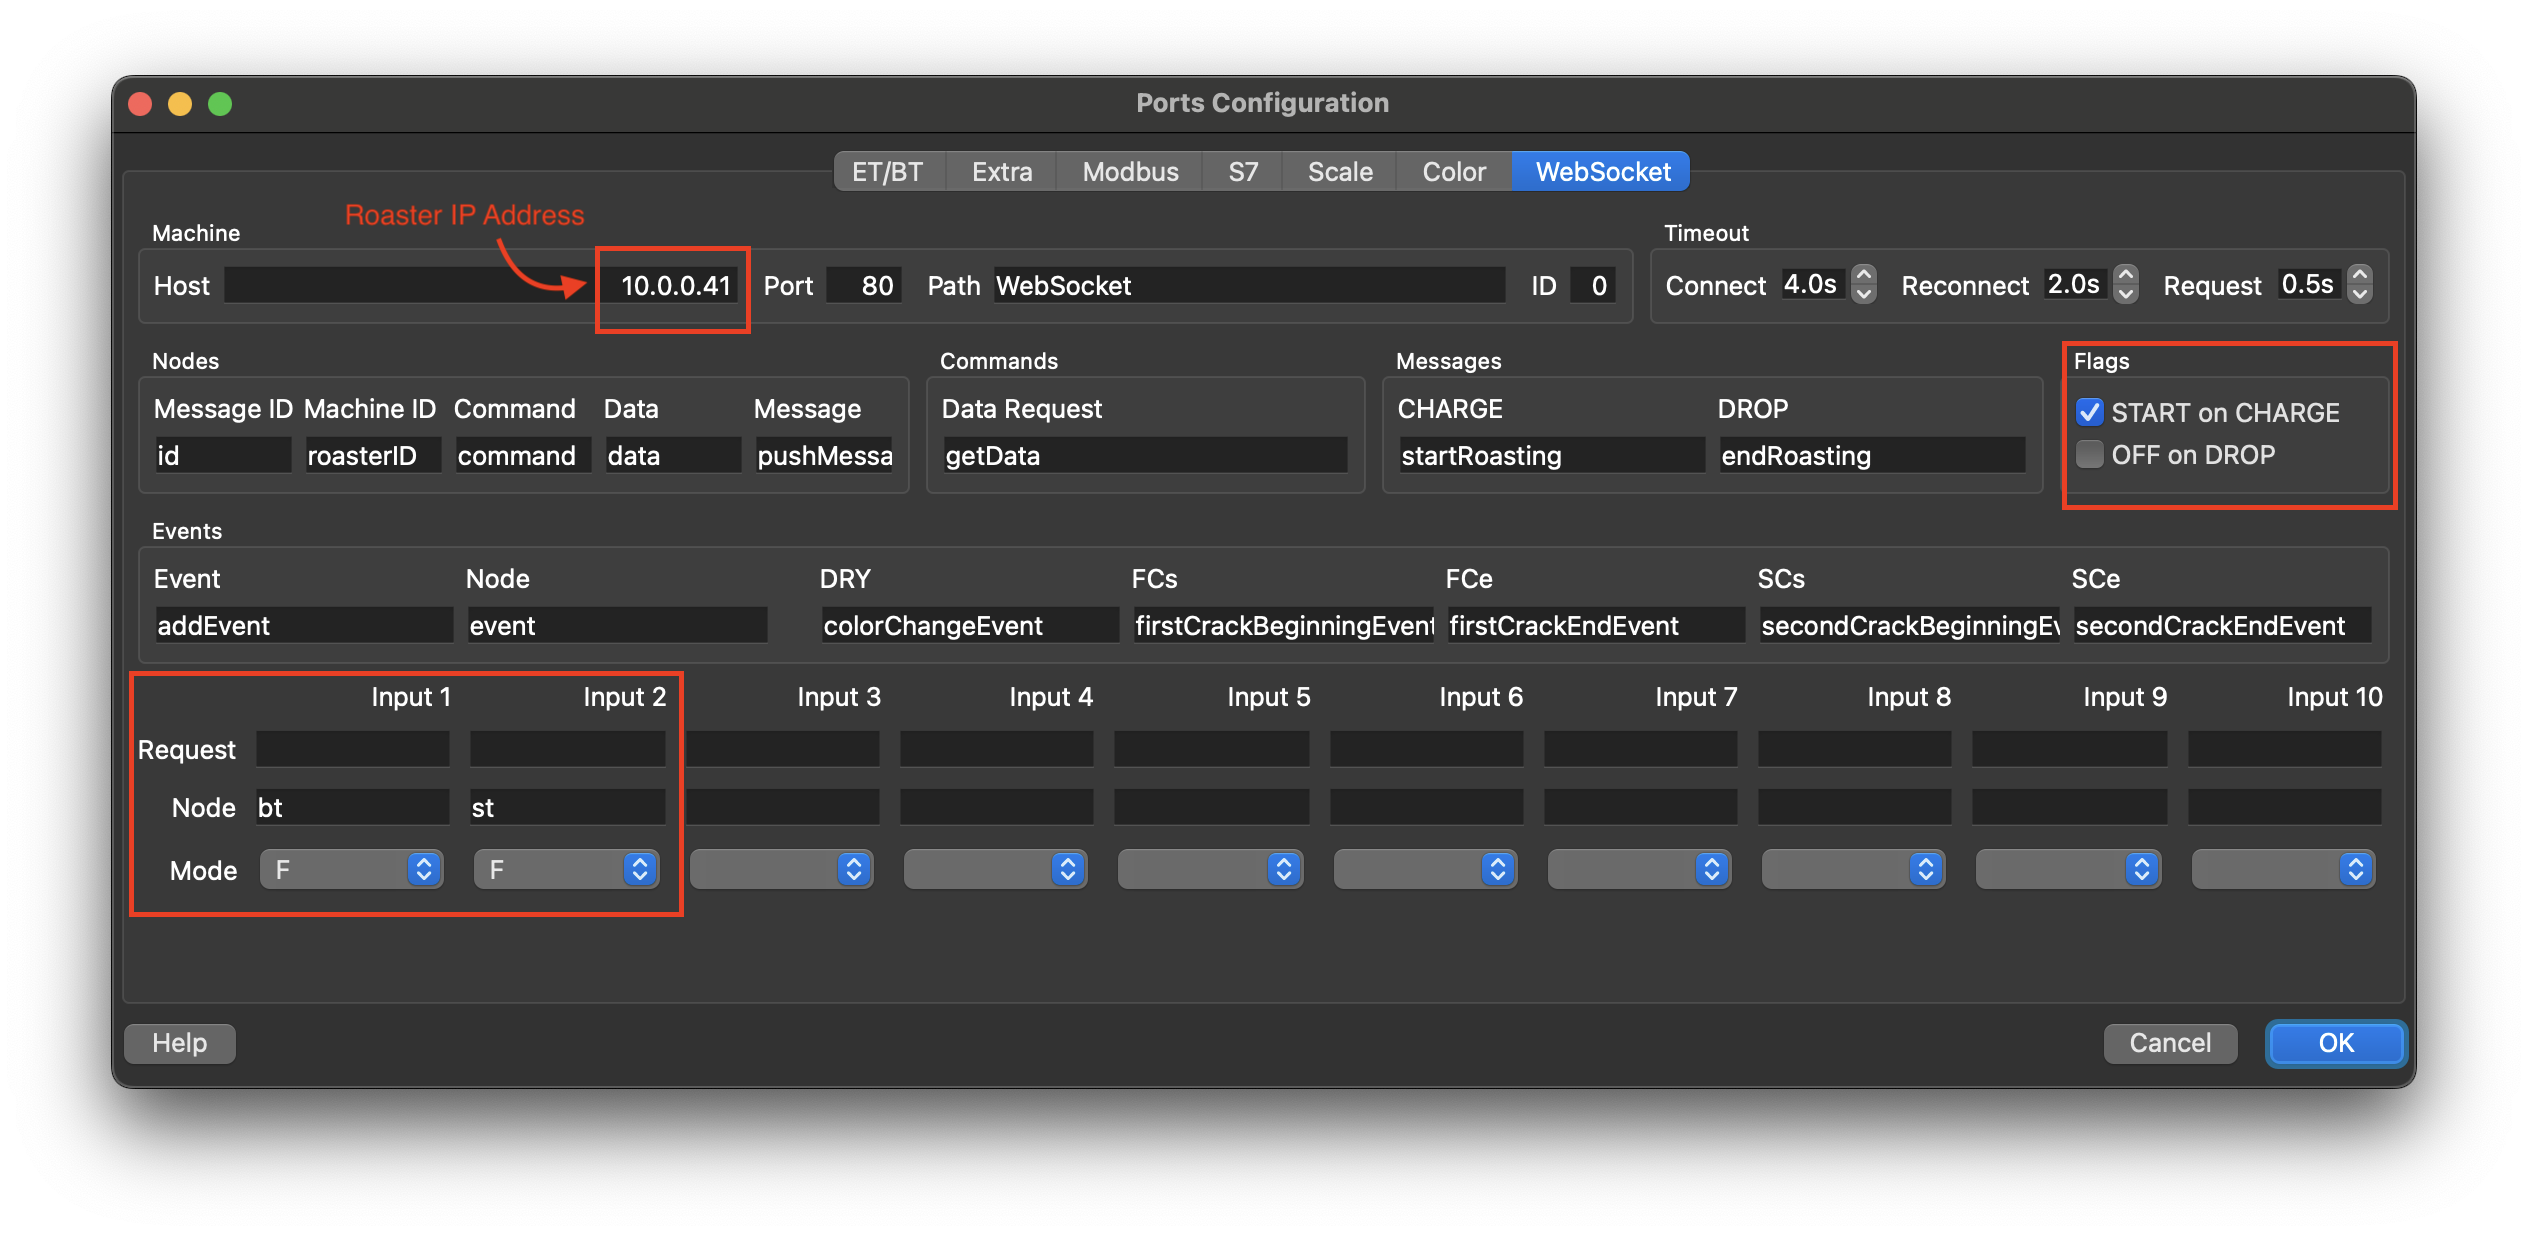 Ports Configuration
ET/BT Extra Modbus S7 Scale Color WebSocket
Roaster IP Address
Machine Timeout
Host 10.0.0.41 Port 80 Path WebSocket ID 0 Connect 4.0s Reconnect 2.0s Request 0.5s
Nodes Commands Messages Flags
Message ID Machine ID Command Data Message Data Request CHARGE DROP START on CHARGE
id roasterID command data pushMessa getData startRoasting endRoasting OFF on DROP
Events
Event Node DRY FCs FCe SCs SCe
addEvent event colorChangeEvent firstCrackBeginningEvent firstCrackEndEvent secondCrackBeginningEv secondCrackEndEvent
Input 1 Input 2 Input 3 Input 4 Input 5 Input 6 Input 7 Input 8 Input 9 Input 10
Request
Node bt st
Mode F F
Help Cancel OK